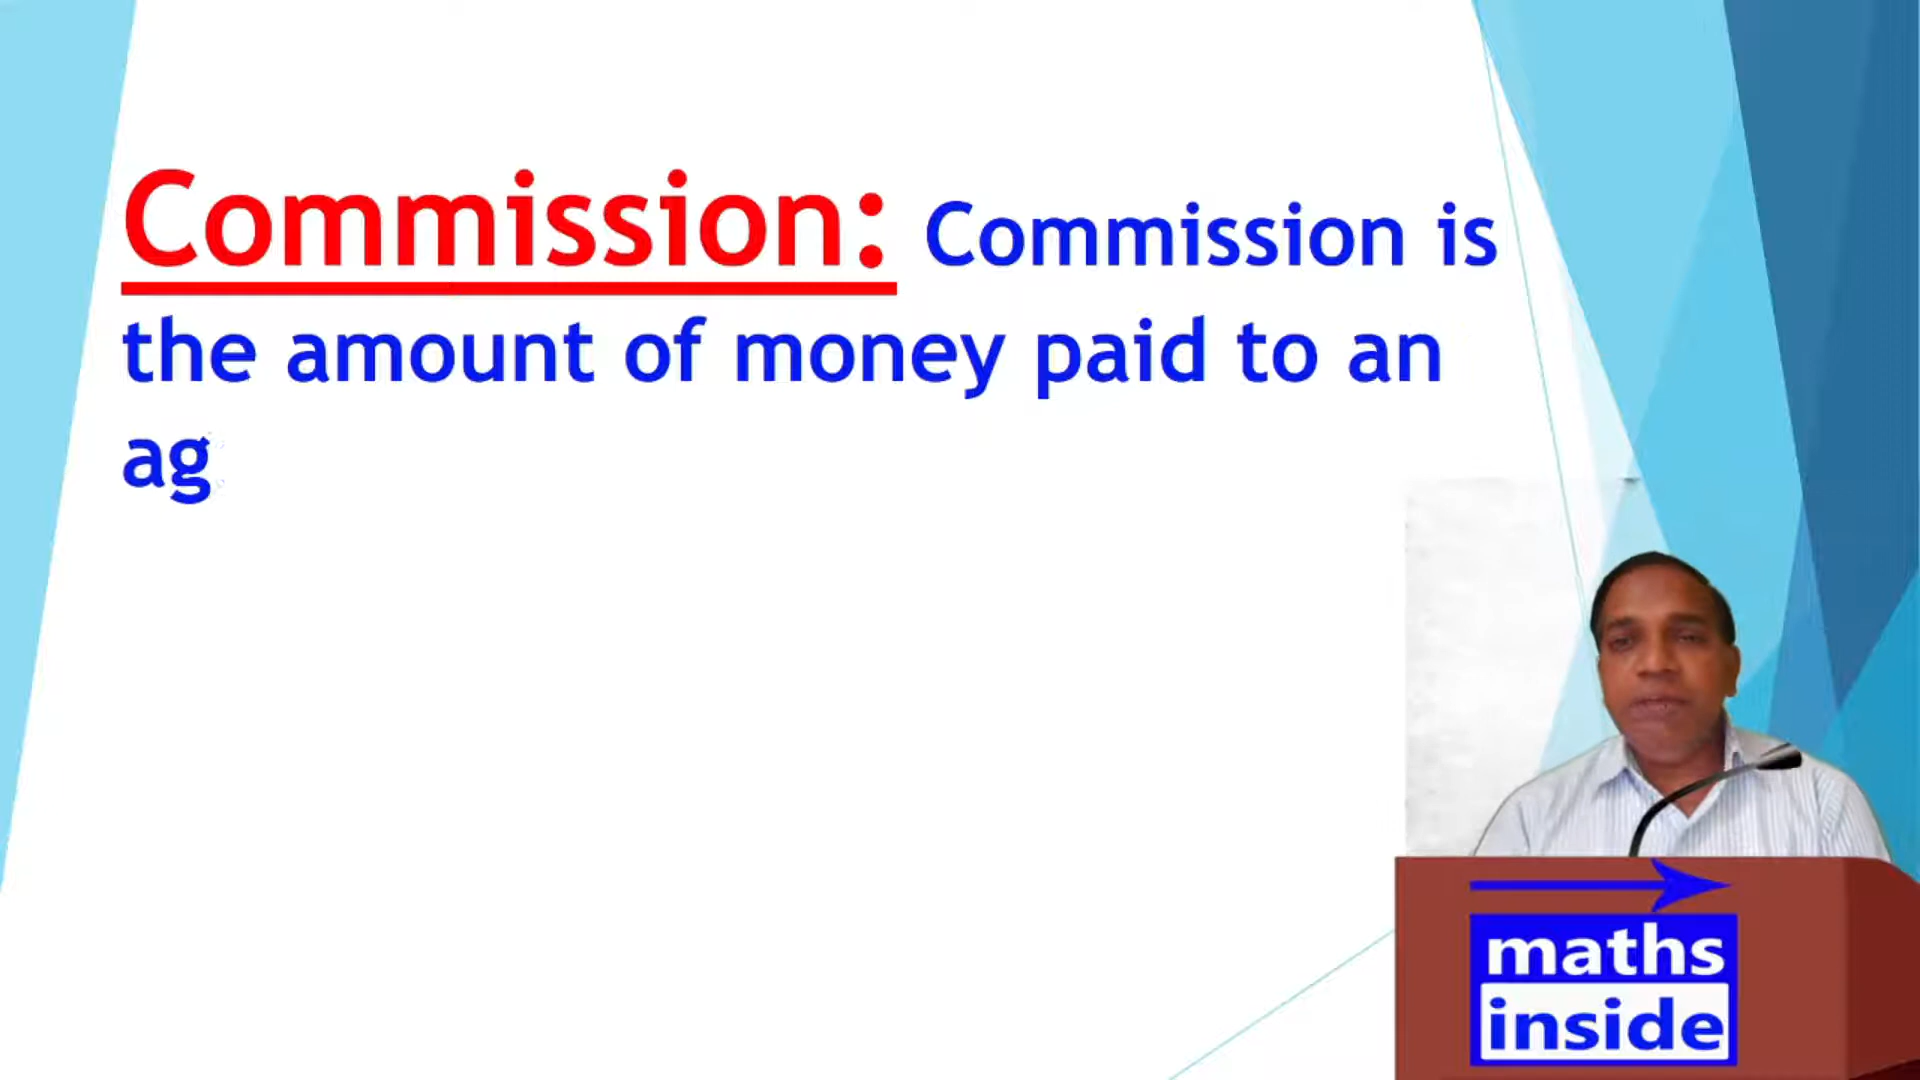 Commission: Commission is
the amount of money paid to an
ag
maths
inside